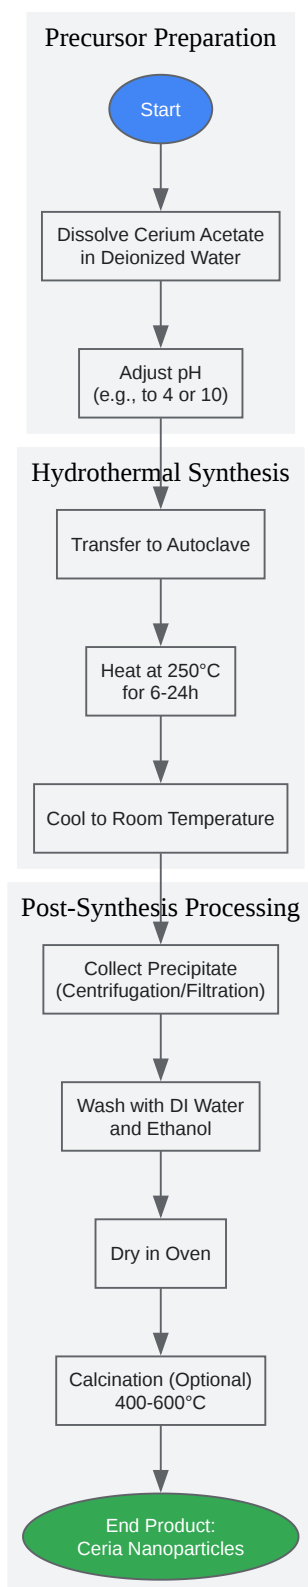 Precursor Preparation
Start
Dissolve Cerium Acetate
in Deionized Water
Adjust pH
(e.g., to 4 or 10)
Hydrothermal Synthesis
Transfer to Autoclave
Heat at 250°C
for 6-24h
Cool to Room Temperature
Post-Synthesis Processing
Collect Precipitate
(Centrifugation/Filtration)
Wash with DI Water
and Ethanol
Dry in Oven
Calcination (Optional)
400-600°C
End Product:
Ceria Nanoparticles